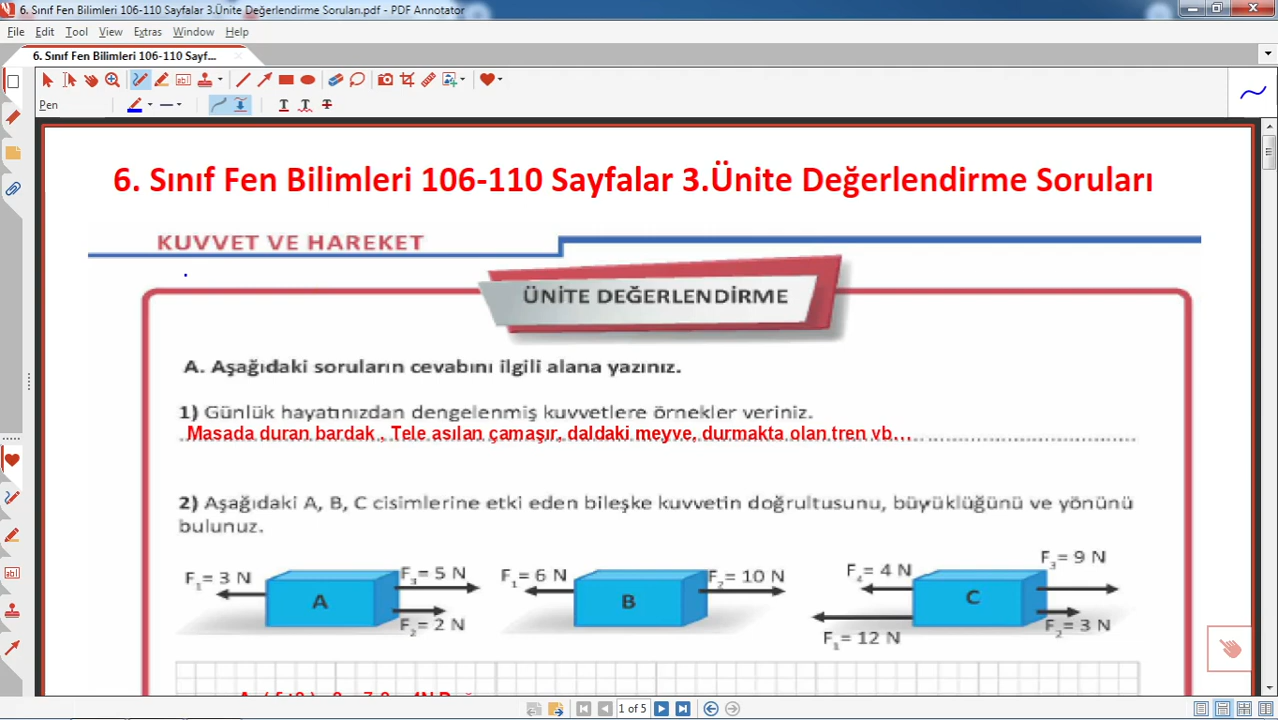 6. Sınıf Fen Bilimleri 106-110 Sayfalar 3.Ünite Değerlendirme Soruları.pdf - PDF Annotator
File Edit Tool View Extras Window Help
6. Sınıf Fen Bilimleri 106-110 Sayf...
Pen
6. Sınıf Fen Bilimleri 106-110 Sayfalar 3.Ünite Değerlendirme Soruları
KUVVET VE HAREKET
ÜNİTE DEĞERLENDİRME
A. Aşağıdaki soruların cevabını ilgili alana yazınız.
1) Günlük hayatınızdan dengelenmiş kuvvetlere örnekler veriniz.
Masada duran bardak , Tele asılan çamaşır, daldaki meyve, durmakta olan tren vb…
2) Aşağıdaki A, B, C cisimlerine etki eden bileşke kuvvetin doğrultusunu, büyüklüğünü ve yönünü
bulunuz.
F₁= 3 N A F₃= 5 N F₂= 2 N
F₁= 6 N B F₂= 10 N
F₄= 4 N F₁= 12 N C F₃= 9 N F₂= 3 N
1 of 5